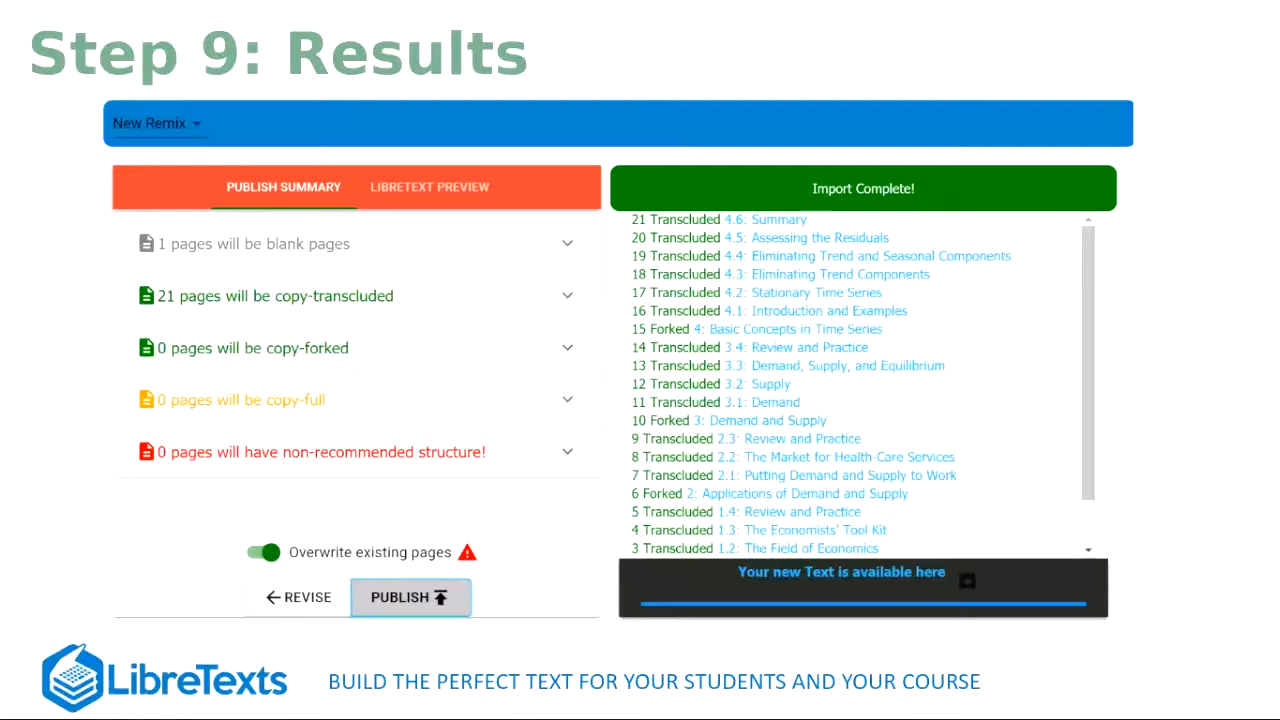 Step 9: Results
New Remix
PUBLISH SUMMARY
LIBRETEXT PREVIEW
1 pages will be blank pages
21 pages will be copy-transcluded
0 pages will be copy-forked
0 pages will be copy-full
0 pages will have non-recommended structure!
Overwrite existing pages
REVISE
PUBLISH
Import Complete!
21 Transcluded 4.6: Summary
20 Transcluded 4.5: Assessing the Residuals
19 Transcluded 4.4: Eliminating Trend and Seasonal Components
18 Transcluded 4.3: Eliminating Trend Components
17 Transcluded 4.2: Stationary Time Series
16 Transcluded 4.1: Introduction and Examples
15 Forked 4: Basic Concepts in Time Series
14 Transcluded 3.4: Review and Practice
13 Transcluded 3.3: Demand, Supply, and Equilibrium
12 Transcluded 3.2: Supply
11 Transcluded 3.1: Demand
10 Forked 3: Demand and Supply
9 Transcluded 2.3: Review and Practice
8 Transcluded 2.2: The Market for Health-Care Services
7 Transcluded 2.1: Putting Demand and Supply to Work
6 Forked 2: Applications of Demand and Supply
5 Transcluded 1.4: Review and Practice
4 Transcluded 1.3: The Economists' Tool Kit
3 Transcluded 1.2: The Field of Economics
Your new Text is available here
LibreTexts
BUILD THE PERFECT TEXT FOR YOUR STUDENTS AND YOUR COURSE